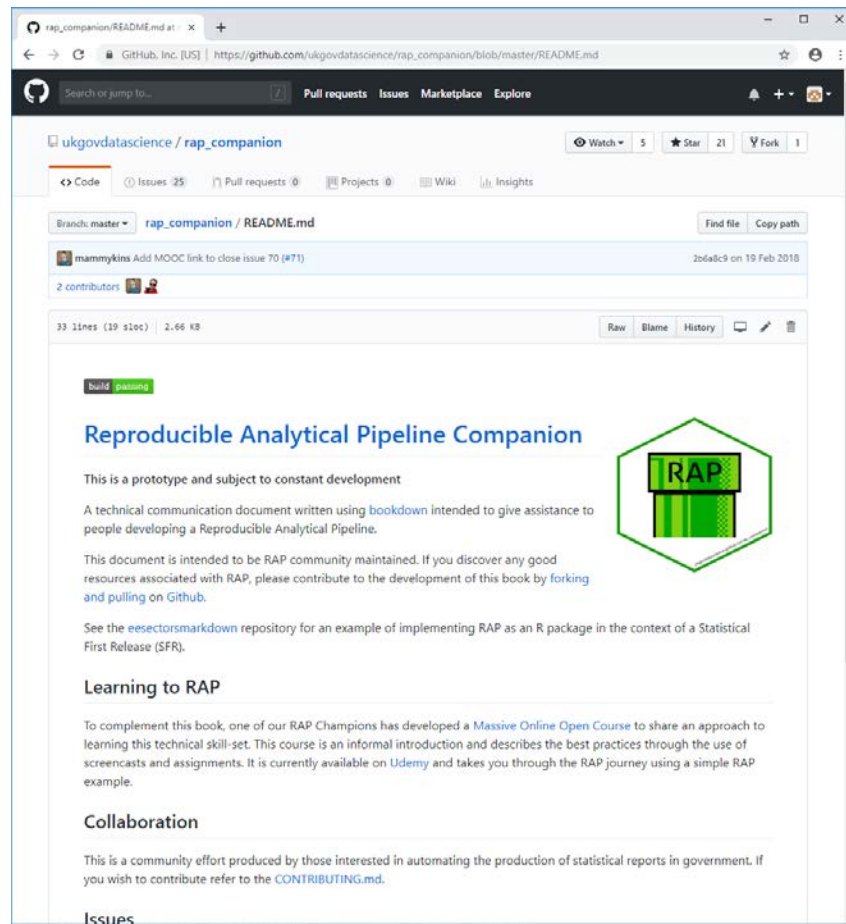 rap_companion/README.md at
GitHub, Inc. [US] | https://github.com/ukgovdatascience/rap_companion/blob/master/README.md
Search or jump to... / Pull requests Issues Marketplace Explore
ukgovdatascience / rap_companion Watch 5 Star 21 Fork 1
Code Issues 25 Pull requests 0 Projects 0 Wiki Insights
Branch: master rap_companion / README.md Find file Copy path
mammykins Add MOOC link to close issue 70 (#71) 2b6a8c9 on 19 Feb 2018
2 contributors
33 lines (19 sloc) 2.66 KB Raw Blame History
build passing
Reproducible Analytical Pipeline Companion
RAP
This is a prototype and subject to constant development
A technical communication document written using bookdown intended to give assistance to
people developing a Reproducible Analytical Pipeline.
This document is intended to be RAP community maintained. If you discover any good
resources associated with RAP, please contribute to the development of this book by forking
and pulling on Github.
See the eesectorsmarkdown repository for an example of implementing RAP as an R package in the context of a Statistical
First Release (SFR).
Learning to RAP
To complement this book, one of our RAP Champions has developed a Massive Online Open Course to share an approach to
learning this technical skill-set. This course is an informal introduction and describes the best practices through the use of
screencasts and assignments. It is currently available on Udemy and takes you through the RAP journey using a simple RAP
example.
Collaboration
This is a community effort produced by those interested in automating the production of statistical reports in government. If
you wish to contribute refer to the CONTRIBUTING.md.
Issues